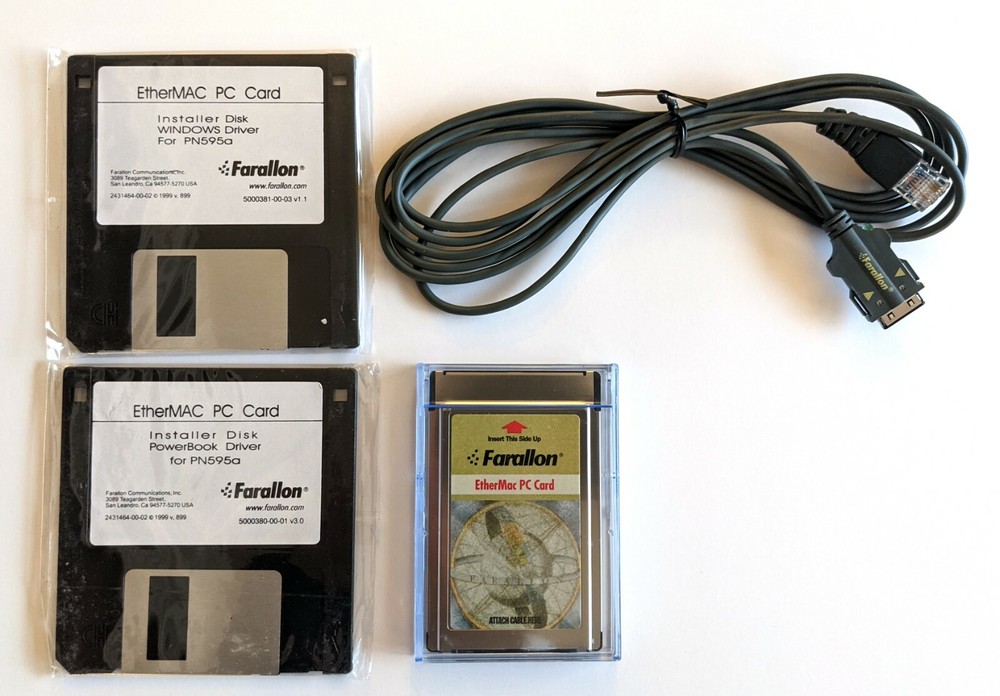 EtherMAC PC Card
Installer Disk
WINDOWS Driver
For PN595a
Farallon®
www.farallon.com
Farallon Communications, Inc.
3089 Teagarden Street,
San Leandro, Ca 94577-5270 USA
2431464-00-02 © 1999 v. 899
5000381-00-03 v1.1
EtherMAC PC Card
Installer Disk
PowerBook Driver
for PN595a
Farallon®
www.farallon.com
Farallon Communications, Inc.
3089 Teagarden Street,
San Leandro, Ca 94577-5270 USA
2431464-00-02 © 1999 v. 899
5000380-00-01 v3.0
Farallon®
Insert This Side Up
Farallon®
EtherMac PC Card
ATTACH CABLE HERE